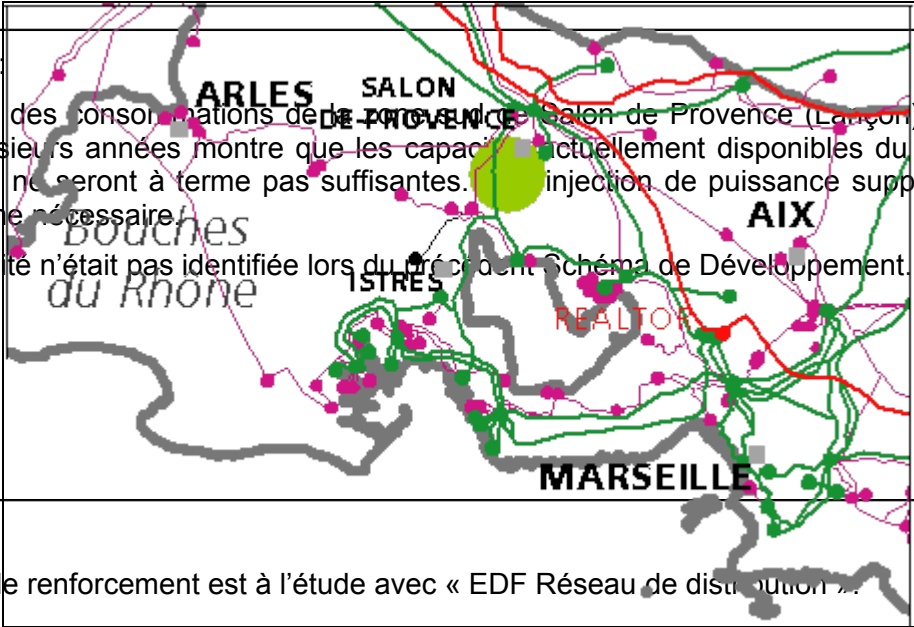 :
ARLES
SALON
DE-PROVENCE
des consommations de la zone sud de Salon de Provence (Lançon
sieurs années montre que les capacités actuellement disponibles du
ne seront à terme pas suffisantes. injection de puissance supp
ne nécessaire.
AIX
Bouches
du Rhône
té n'était pas identifiée lors du précédent Schéma de Développement.
ISTRES
REALTOR
MARSEILLE
e renforcement est à l'étude avec « EDF Réseau de distribution ».